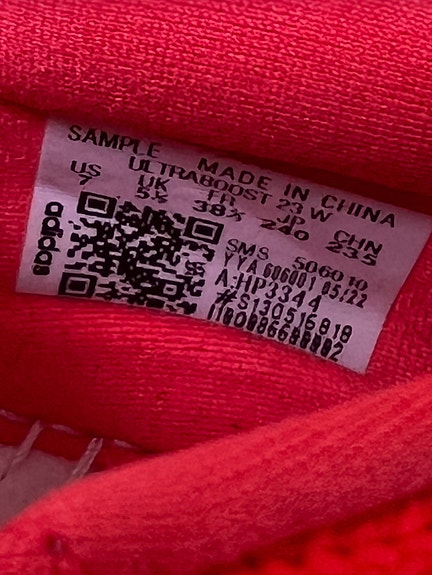 SAMPLE MADE IN CHINA
ULTRABOOST 23 W
US UK FR JP CHN
7 5½ 38⅔ 240 235
adidas
SMS 506010
YYA 606001 05/22
A:HP3344
#S130516818